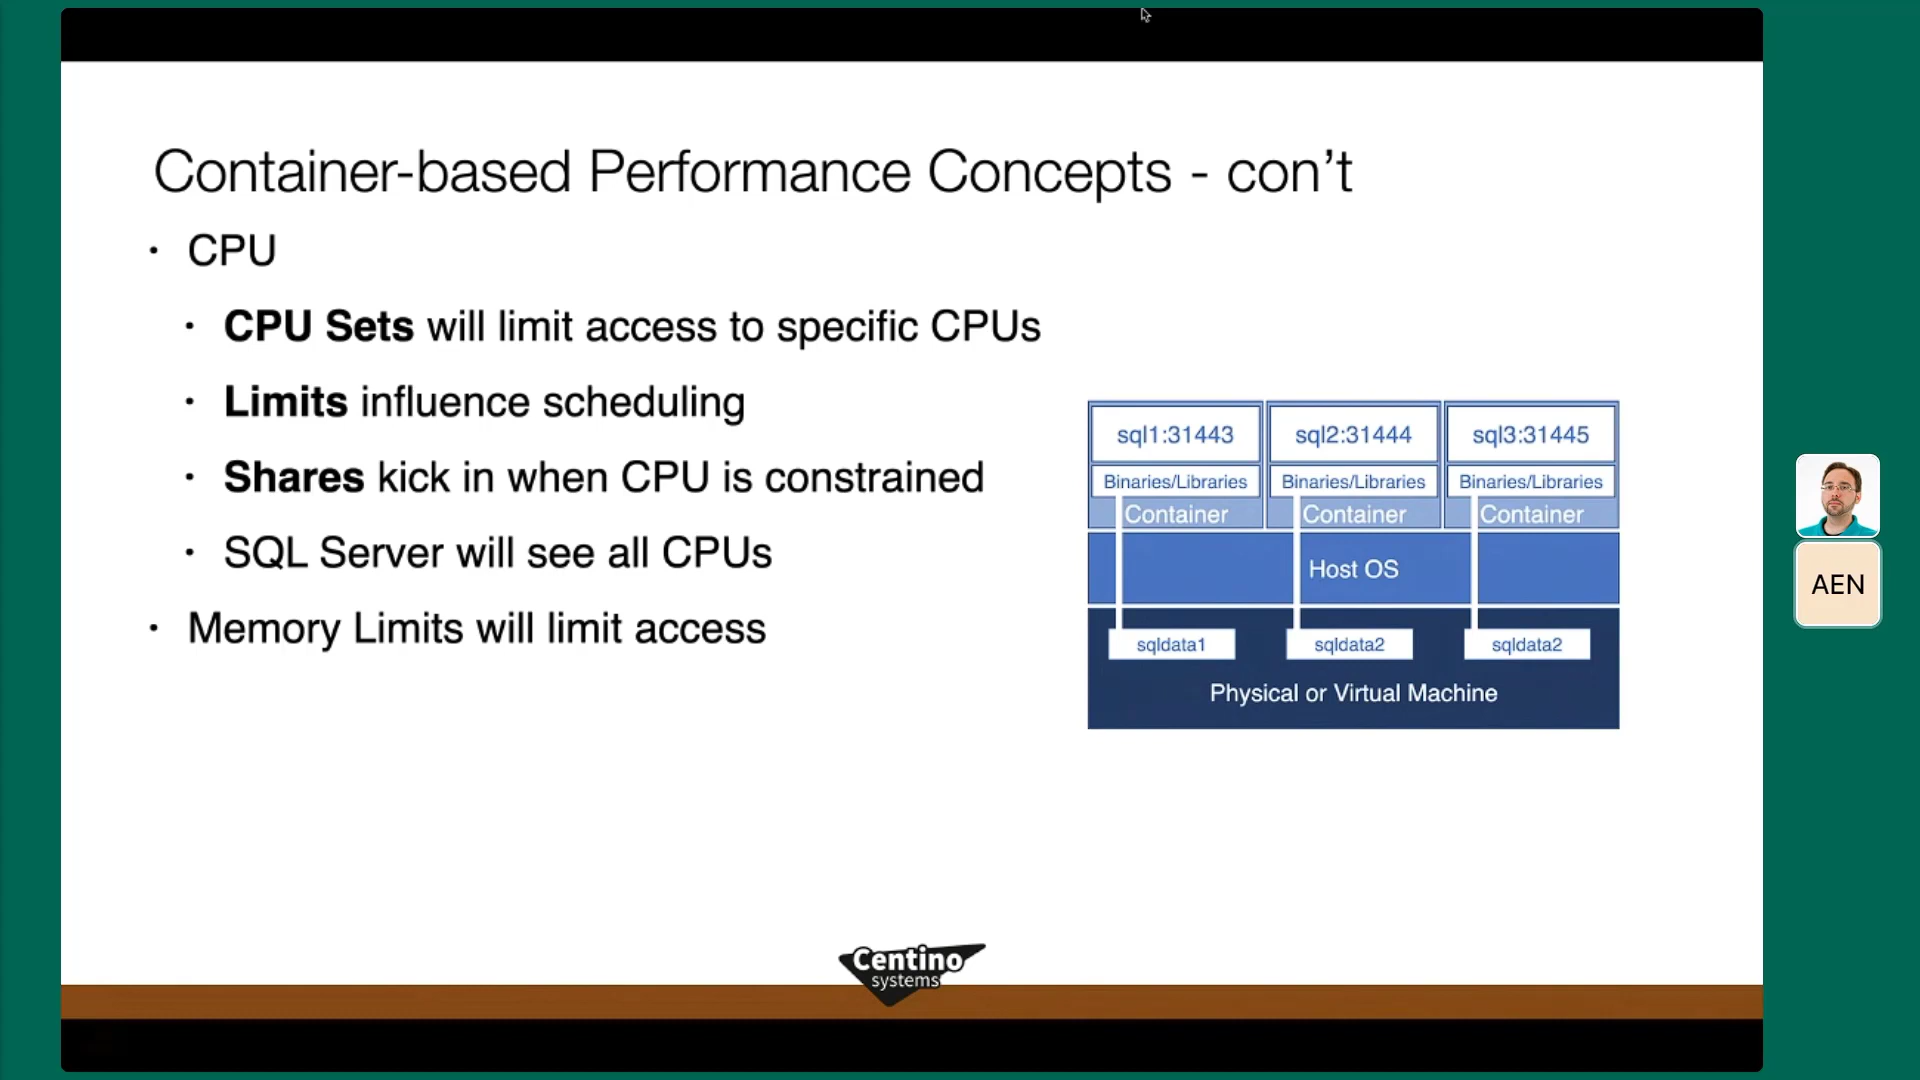 Container-based Performance Concepts - con’t
• CPU
• CPU Sets will limit access to specific CPUs
• Limits influence scheduling
• Shares kick in when CPU is constrained
• SQL Server will see all CPUs
• Memory Limits will limit access
sql1:31443 sql2:31444 sql3:31445
Binaries/Libraries Binaries/Libraries Binaries/Libraries
Container Container Container
Host OS
sqldata1 sqldata2 sqldata2
Physical or Virtual Machine
AEN
Centino
systems